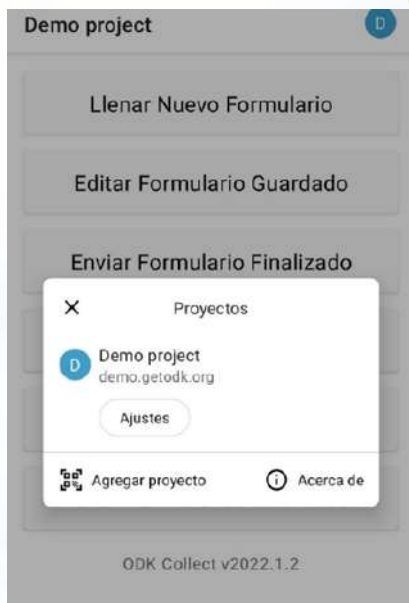 Demo project
D
Llenar Nuevo Formulario
Editar Formulario Guardado
Enviar Formulario Finalizado
Proyectos
D
Demo project
demo.getodk.org
Ajustes
Agregar proyecto
Acerca de
ODK Collect v2022.1.2